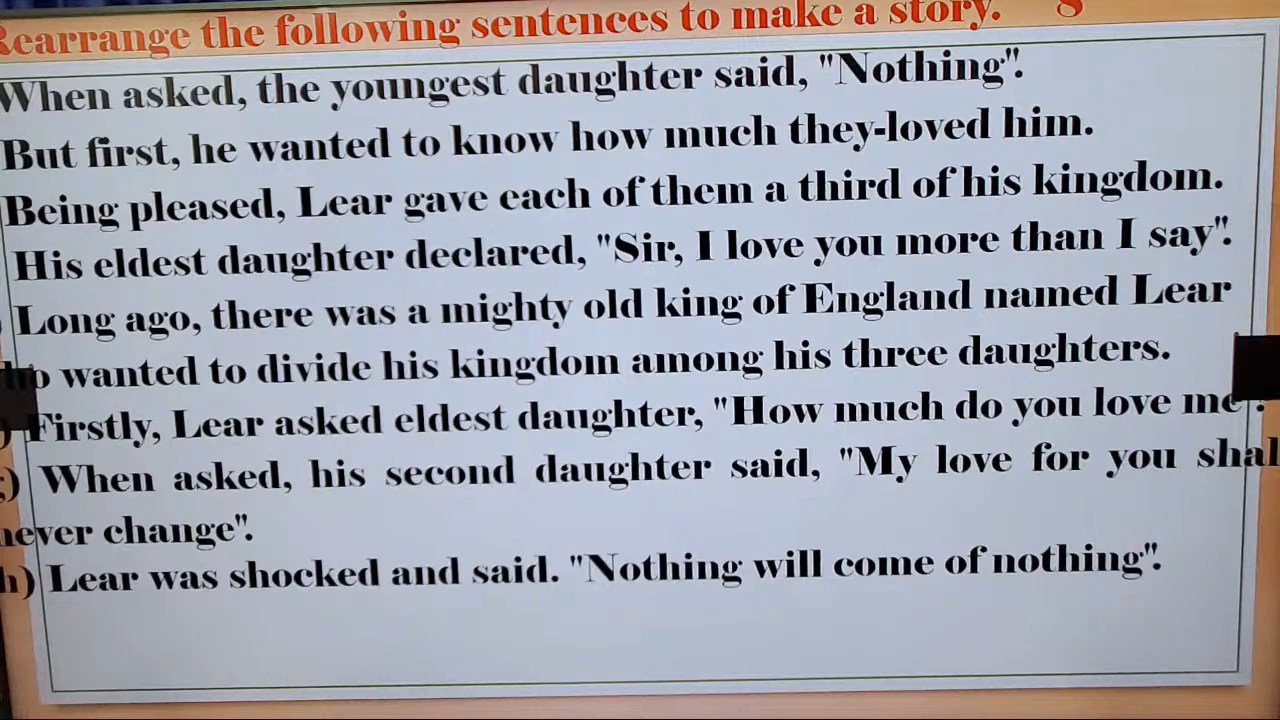 Rearrange the following sentences to make a story. 8
When asked, the youngest daughter said, "Nothing".
But first, he wanted to know how much they-loved him.
Being pleased, Lear gave each of them a third of his kingdom.
His eldest daughter declared, "Sir, I love you more than I say".
Long ago, there was a mighty old king of England named Lear
who wanted to divide his kingdom among his three daughters.
) Firstly, Lear asked eldest daughter, "How much do you love me
g) When asked, his second daughter said, "My love for you shal
never change".
h) Lear was shocked and said. "Nothing will come of nothing".